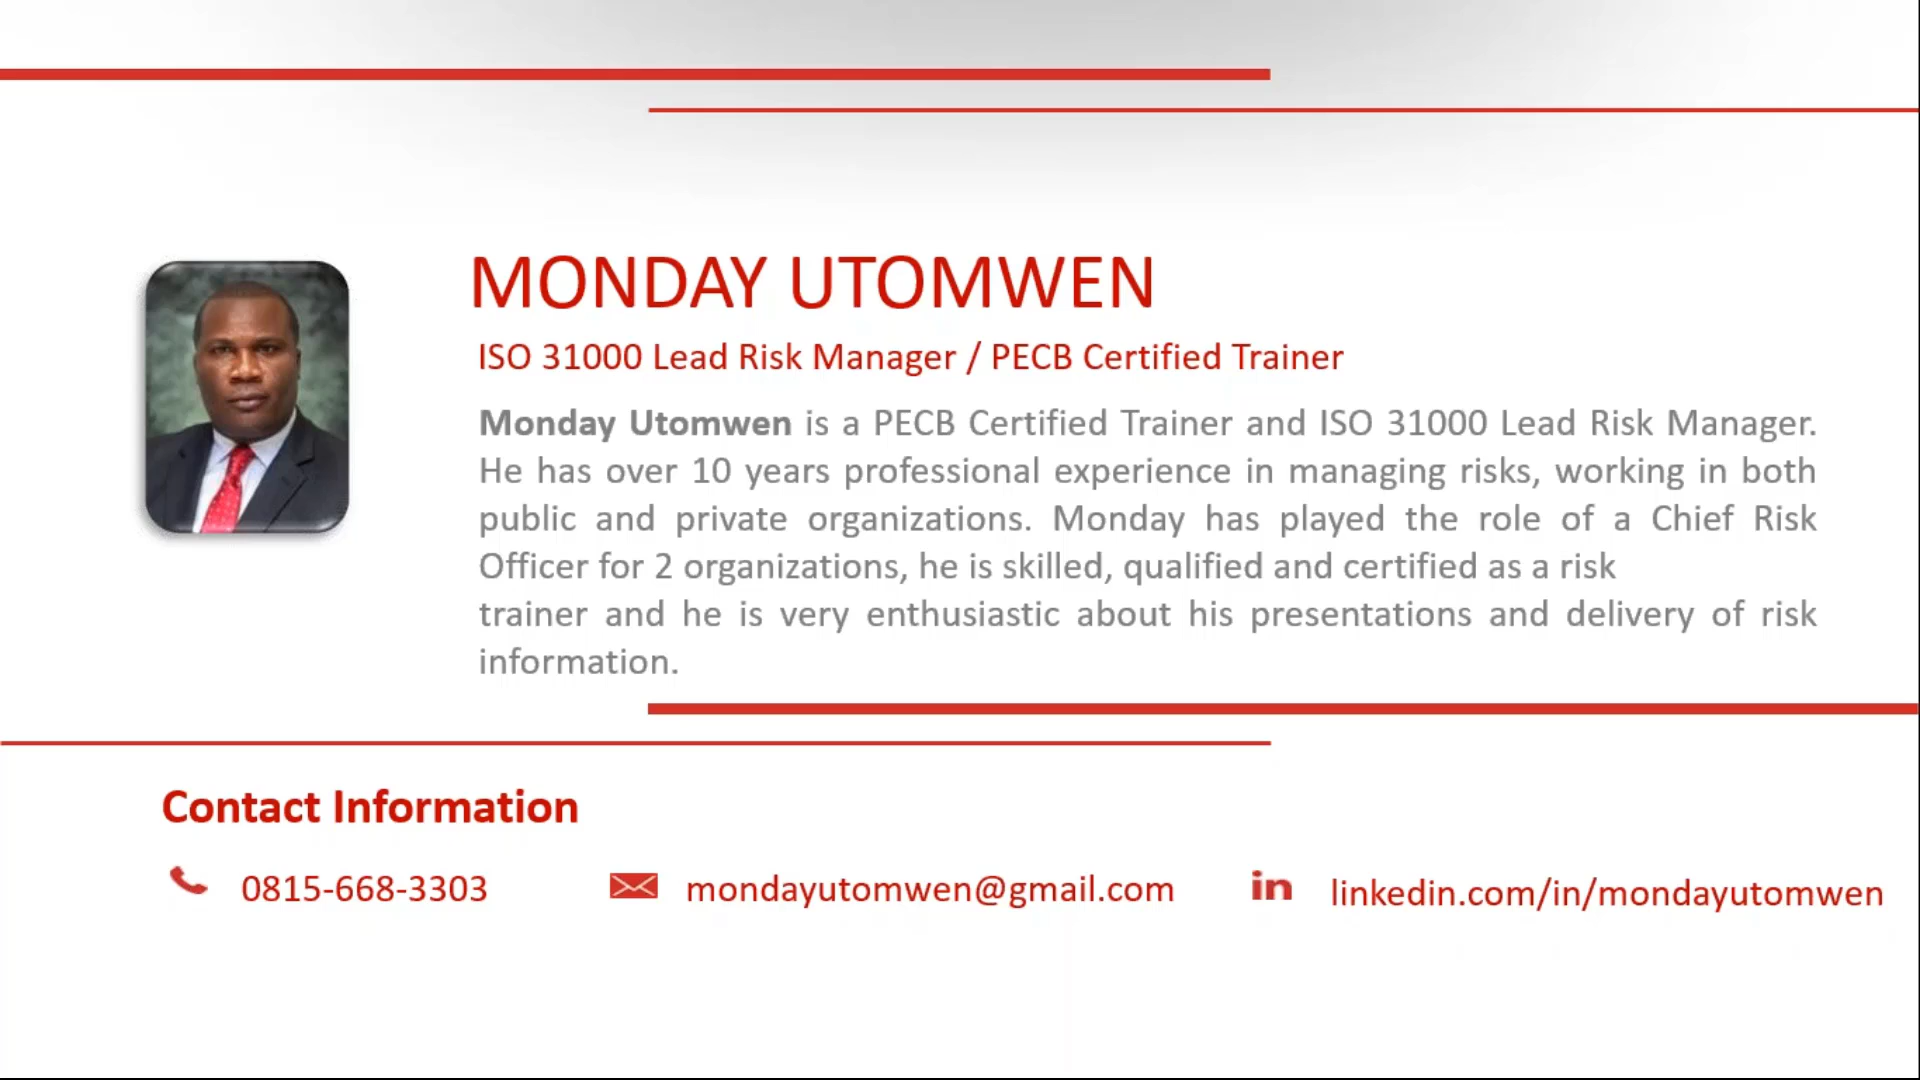 MONDAY UTOMWEN
ISO 31000 Lead Risk Manager / PECB Certified Trainer
Monday Utomwen is a PECB Certified Trainer and ISO 31000 Lead Risk Manager.
He has over 10 years professional experience in managing risks, working in both
public and private organizations. Monday has played the role of a Chief Risk
Officer for 2 organizations, he is skilled, qualified and certified as a risk
trainer and he is very enthusiastic about his presentations and delivery of risk
information.
Contact Information
0815-668-3303
mondayutomwen@gmail.com
in
linkedin.com/in/mondayutomwen